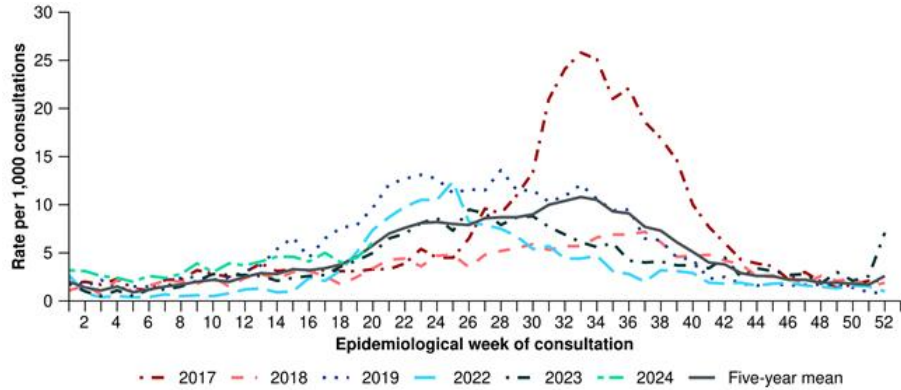 30
25
20
15
10
5
0
Rate per 1,000 consultations
2 4 6 8 10 12 14 16 18 20 22 24 26 28 30 32 34 36 38 40 42 44 46 48 50 52
Epidemiological week of consultation
2017 2018 2019 2022 2023 2024 Five-year mean